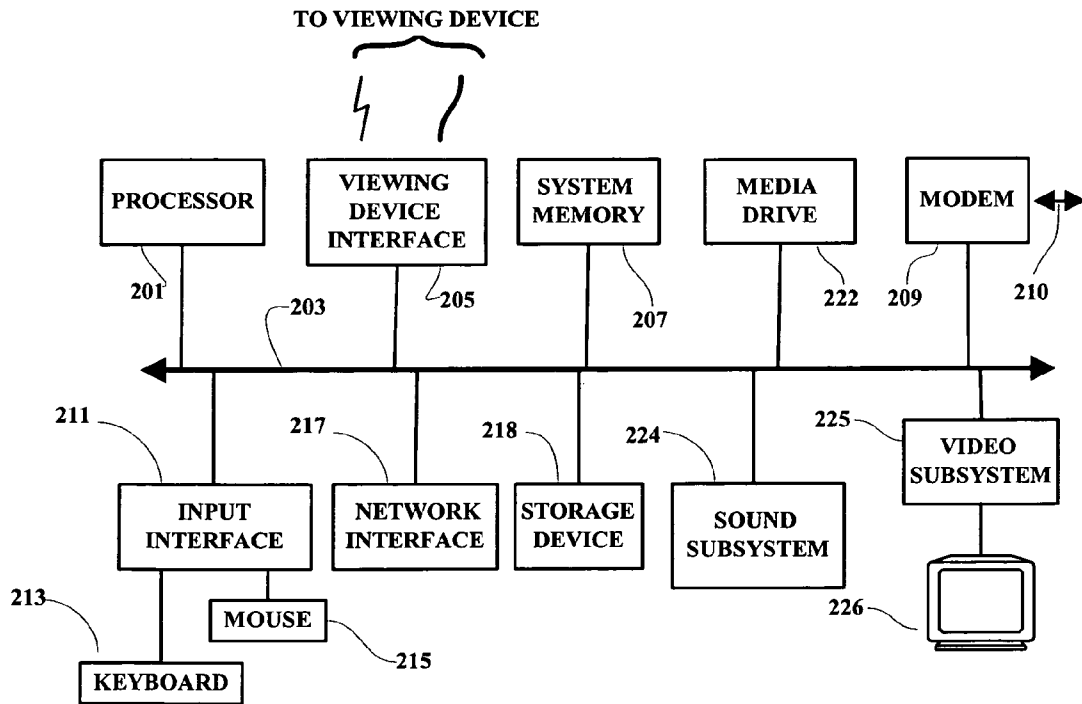 TO VIEWING DEVICE
PROCESSOR
VIEWING
DEVICE
INTERFACE
SYSTEM
MEMORY
MEDIA
DRIVE
MODEM
201
203
205
207
222
209
210
211
217
218
224
225
INPUT
INTERFACE
NETWORK
INTERFACE
STORAGE
DEVICE
SOUND
SUBSYSTEM
VIDEO
SUBSYSTEM
213
MOUSE
215
226
KEYBOARD